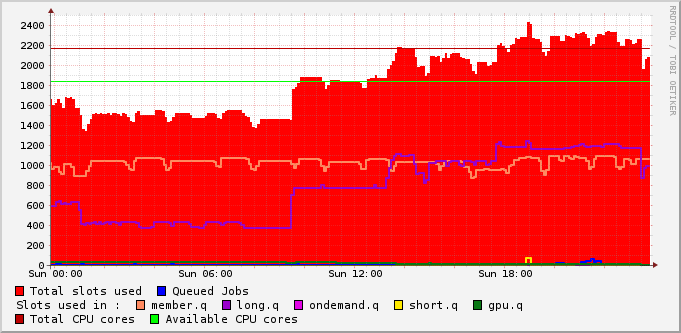 2400
2200
2000
1800
1600
1400
1200
1000
800
600
400
200
0
Sun 00:00 Sun 06:00 Sun 12:00 Sun 18:00
RRDTOOL / TOBI OETIKER
Total slots used Queued Jobs
Slots used in : member.q long.q ondemand.q short.q gpu.q
Total CPU cores Available CPU cores